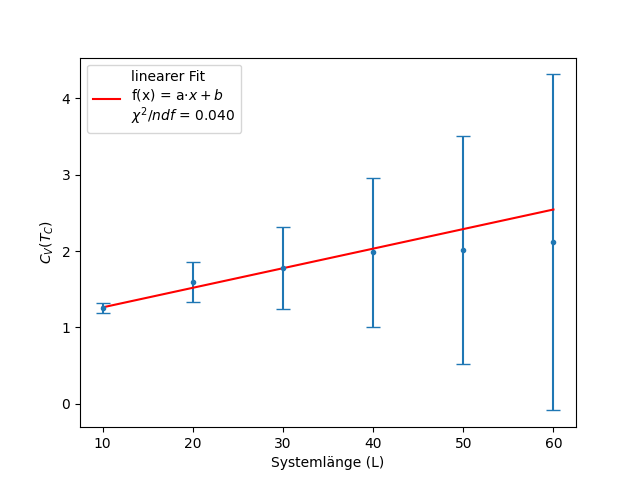 linearer Fit
f(x) = a·x + b
χ²/ndf = 0.040
4
3
2
1
0
C_V(T_C)
10 20 30 40 50 60
Systemlänge (L)